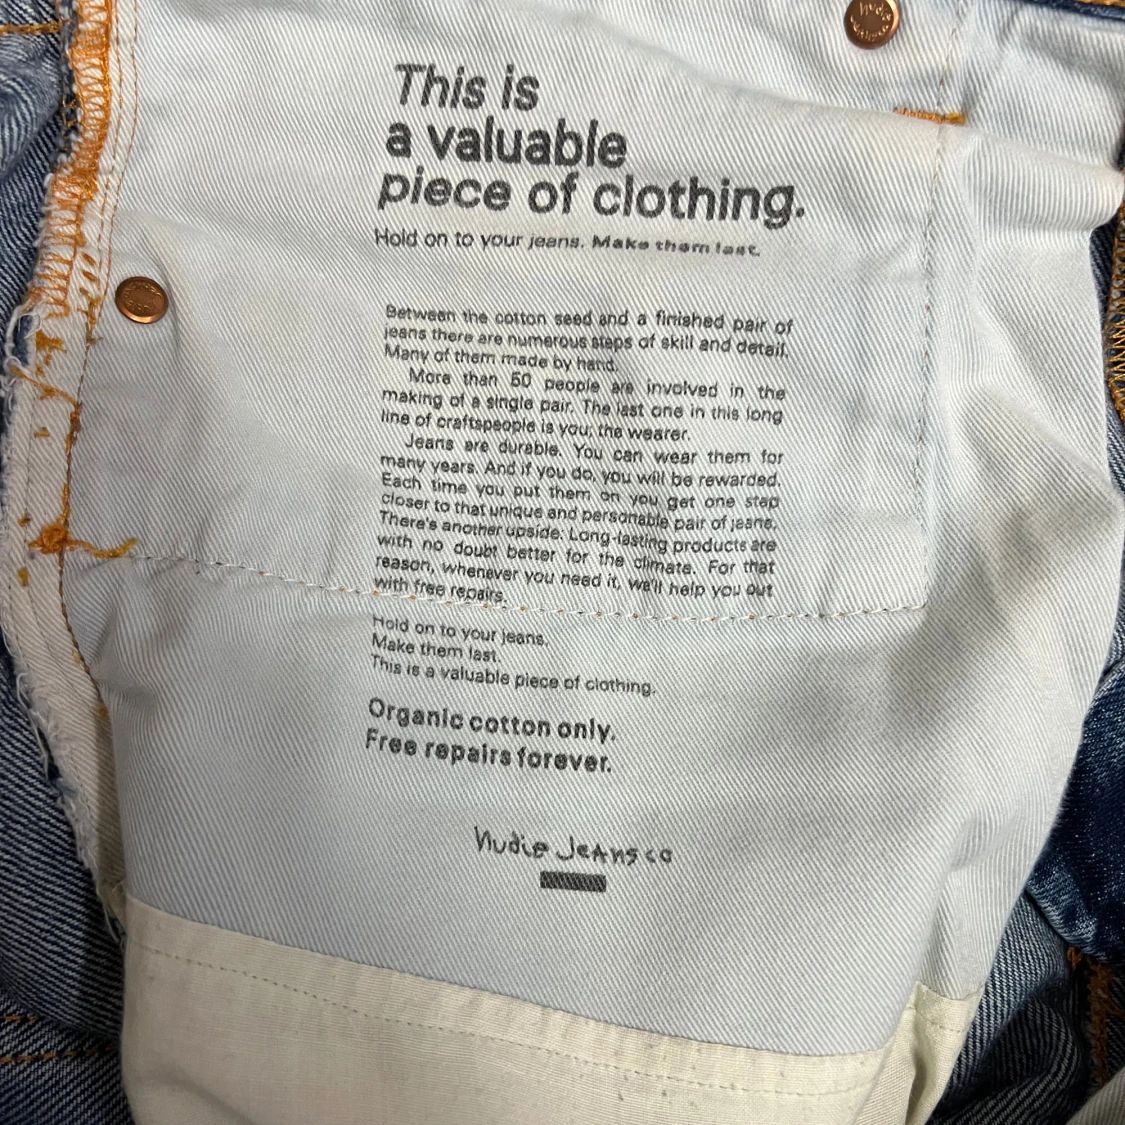 This is
a valuable
piece of clothing.
Hold on to your jeans. Make them last.
Between the cotton seed and a finished pair of
jeans there are numerous steps of skill and detail.
Many of them made by hand.
More than 50 people are involved in the
making of a single pair. The last one in this long
line of craftspeople is you; the wearer.
Jeans are durable. You can wear them for
many years. And if you do, you will be rewarded.
Each time you put them on you get one step
closer to that unique and personable pair of jeans.
There's another upside: Long-lasting products are
with no doubt better for the climate. For that
reason, whenever you need it, we'll help you out
with free repairs.
Hold on to your jeans.
Make them last.
This is a valuable piece of clothing.
Organic cotton only.
Free repairs forever.
Nudie Jeans co